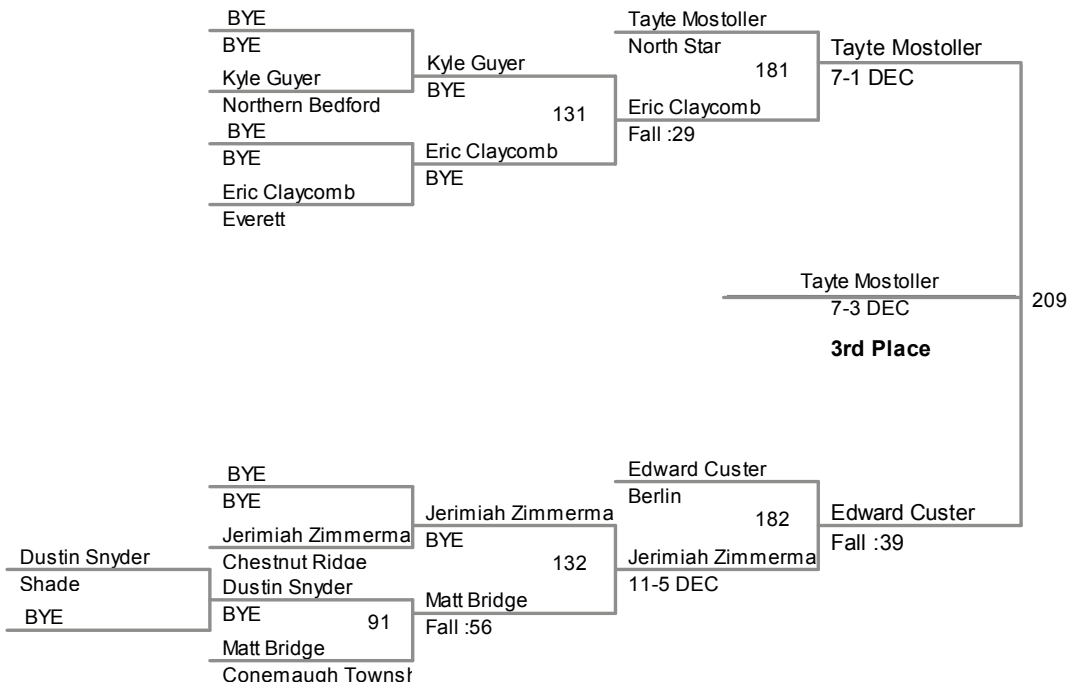 BYE
BYE
Kyle Guyer
Northern Bedford
BYE
BYE
Eric Claycomb
Everett
Kyle Guyer
BYE
131
Eric Claycomb
BYE
Tayte Mostoller
North Star
181
Eric Claycomb
Fall :29
Tayte Mostoller
7-1 DEC
Tayte Mostoller
7-3 DEC
3rd Place
209
Dustin Snyder
Shade
BYE
BYE
BYE
Jerimiah Zimmerma
Chestnut Ridge
Dustin Snyder
BYE
91
Matt Bridge
Conemaugh Townsh
Jerimiah Zimmerma
BYE
132
Matt Bridge
Fall :56
Edward Custer
Berlin
182
Jerimiah Zimmerma
11-5 DEC
Edward Custer
Fall :39